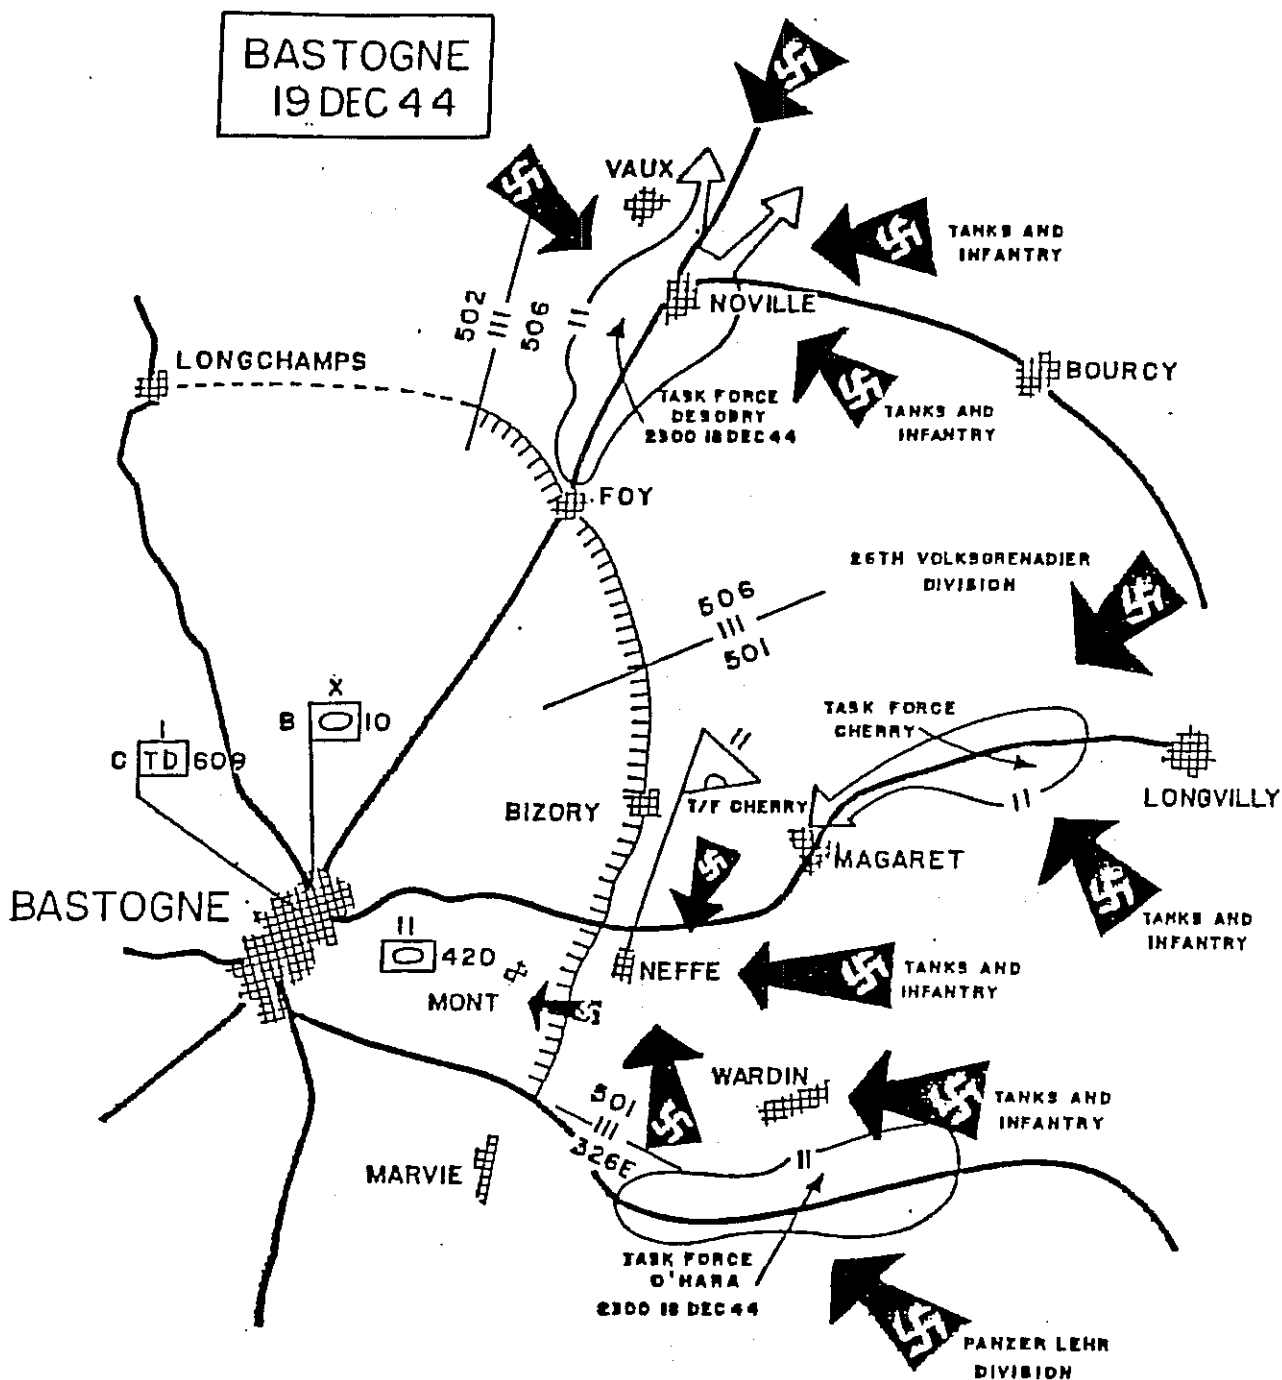 BASTOGNE
19 DEC 44
VAUX
TANKS AND
INFANTRY
502
III
506
II
NOVILLE
LONGCHAMPS
BOURCY
TASK FORCE
DESOBRY
2300 18 DEC 44
TANKS AND
INFANTRY
FOY
26TH VOLKSGRENADIER
DIVISION
506
III
501
X
B 10
I
C TD 609
TASK FORCE
CHERRY
II
BIZORY
T/F CHERRY
II
LONGVILLY
MAGARET
BASTOGNE
TANKS AND
INFANTRY
II
420
NEFFE
TANKS AND
INFANTRY
MONT
WARDIN
501
III
326E
TANKS AND
INFANTRY
MARVIE
II
TASK FORCE
O'HARA
2300 18 DEC 44
PANZER LEHR
DIVISION